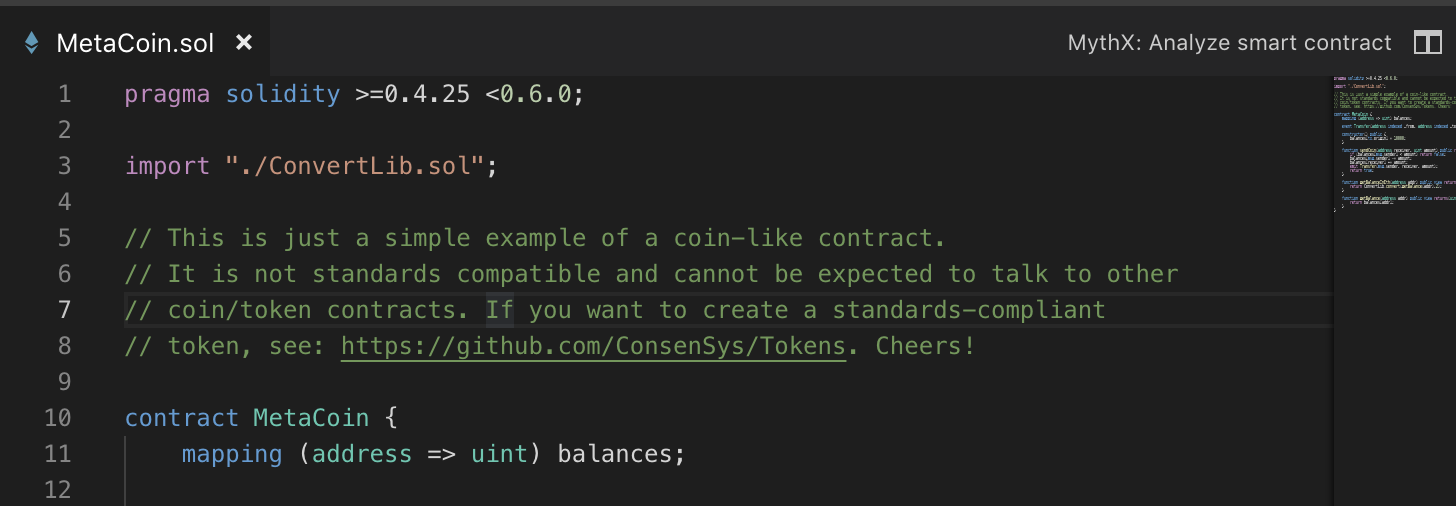 MetaCoin.sol ×
MythX: Analyze smart contract
1 pragma solidity >=0.4.25 <0.6.0;
2
3 import "./ConvertLib.sol";
4
5 // This is just a simple example of a coin-like contract.
6 // It is not standards compatible and cannot be expected to talk to other
7 // coin/token contracts. If you want to create a standards-compliant
8 // token, see: https://github.com/ConsenSys/Tokens. Cheers!
9
10 contract MetaCoin {
11     mapping (address => uint) balances;
12